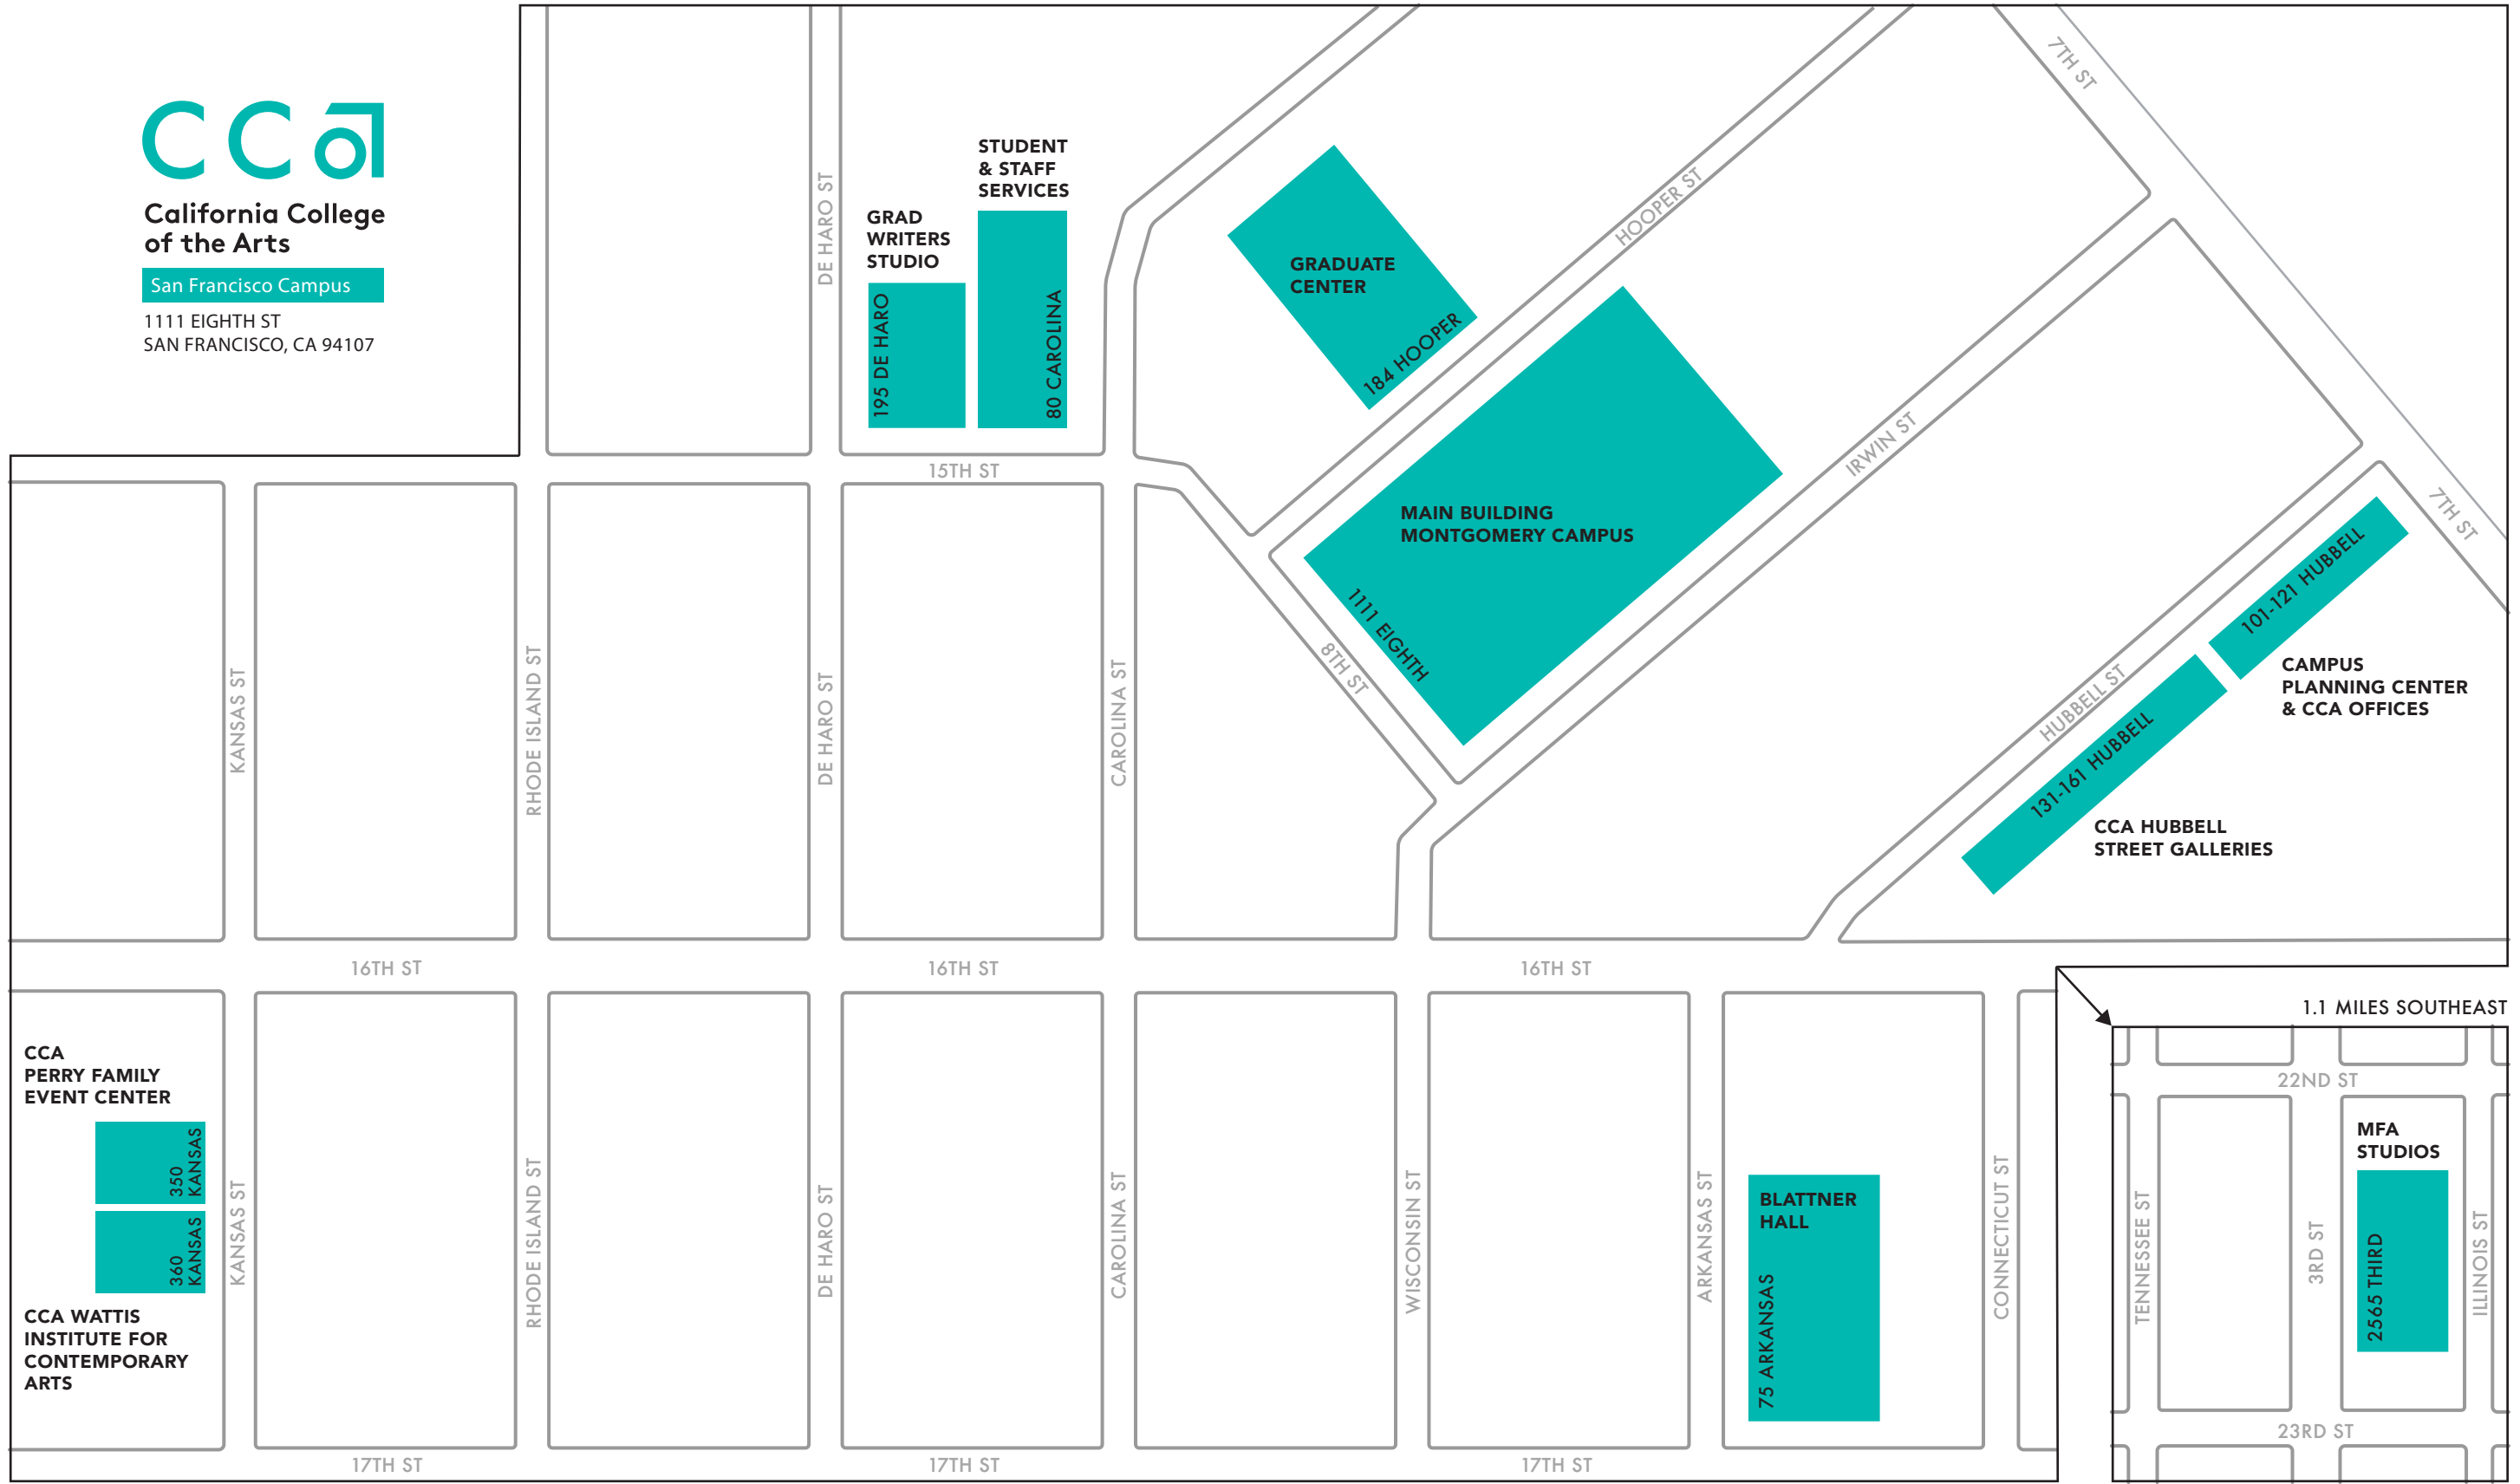 CCA
California College
of the Arts
San Francisco Campus
1111 EIGHTH ST
SAN FRANCISCO, CA 94107
DE HARO ST
GRAD
WRITERS
STUDIO
195 DE HARO
STUDENT
& STAFF
SERVICES
80 CAROLINA
15TH ST
GRADUATE
CENTER
184 HOOPER
HOOPER ST
7TH ST
MAIN BUILDING
MONTGOMERY CAMPUS
1111 EIGHTH
8TH ST
IRWIN ST
7TH ST
101-121 HUBBELL
CAMPUS
PLANNING CENTER
& CCA OFFICES
HUBBELL ST
131-161 HUBBELL
CCA HUBBELL
STREET GALLERIES
KANSAS ST
RHODE ISLAND ST
DE HARO ST
CAROLINA ST
16TH ST
16TH ST
16TH ST
CCA
PERRY FAMILY
EVENT CENTER
350
KANSAS
360
KANSAS
CCA WATTIS
INSTITUTE FOR
CONTEMPORARY
ARTS
KANSAS ST
RHODE ISLAND ST
DE HARO ST
CAROLINA ST
WISCONSIN ST
ARKANSAS ST
BLATTNER
HALL
75 ARKANSAS
CONNECTICUT ST
17TH ST
17TH ST
17TH ST
1.1 MILES SOUTHEAST
22ND ST
TENNESSEE ST
3RD ST
MFA
STUDIOS
2565 THIRD
ILLINOIS ST
23RD ST